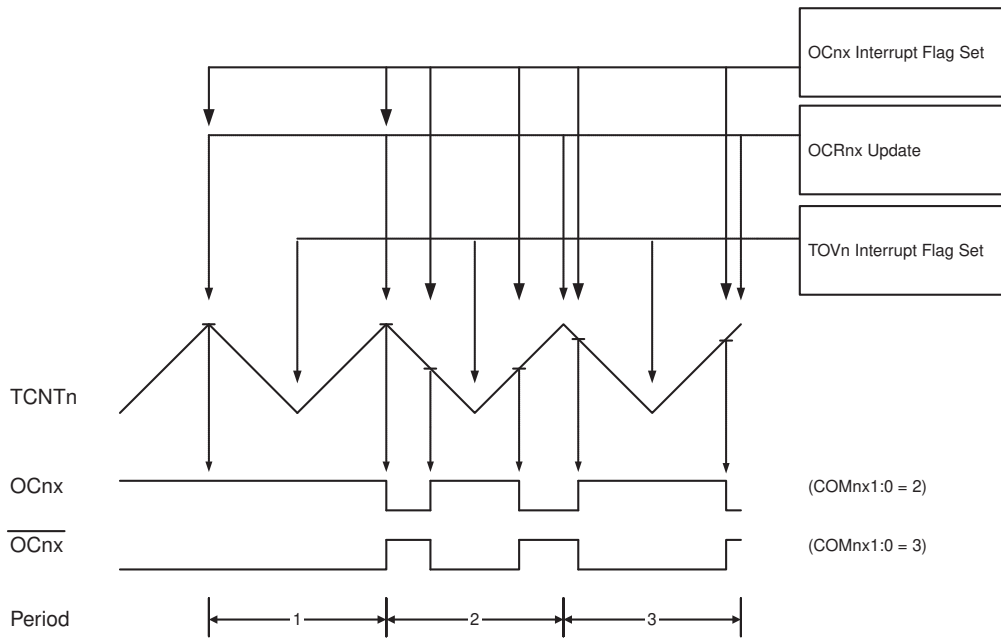 OCnx Interrupt Flag Set
OCRnx Update
TOVn Interrupt Flag Set
TCNTn
OCnx
(COMnx1:0 = 2)
OCnx
(COMnx1:0 = 3)
Period
1
2
3